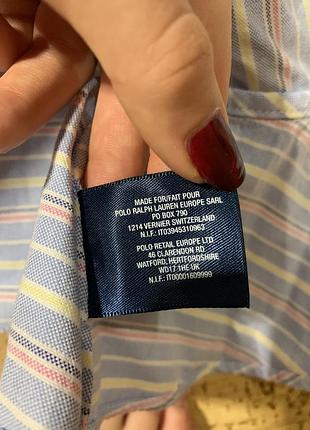 MADE FOR/FAIT POUR
POLO RALPH LAUREN EUROPE SARL
PO BOX 790
1214 VERNIER SWITZERLAND
N.I.F.: IT03945310963
POLO RETAIL EUROPE LTD
46 CLARENDON RD
WATFORD, HERTFORDSHIRE
WD17 1HE UK
N.I.F.: IT00001609999